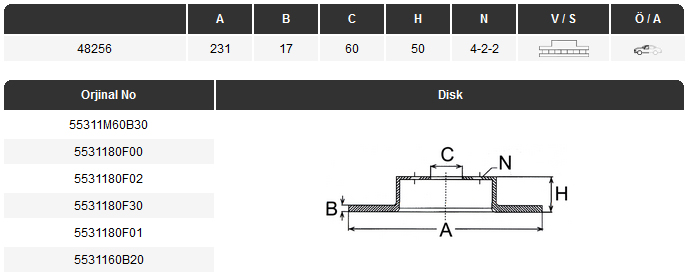 A B C H N V / S Ö / A
48256 231 17 60 50 4-2-2
Orjinal No Disk
55311M60B30
5531180F00
5531180F02
5531180F30
5531180F01
5531160B20
C N
B H
A